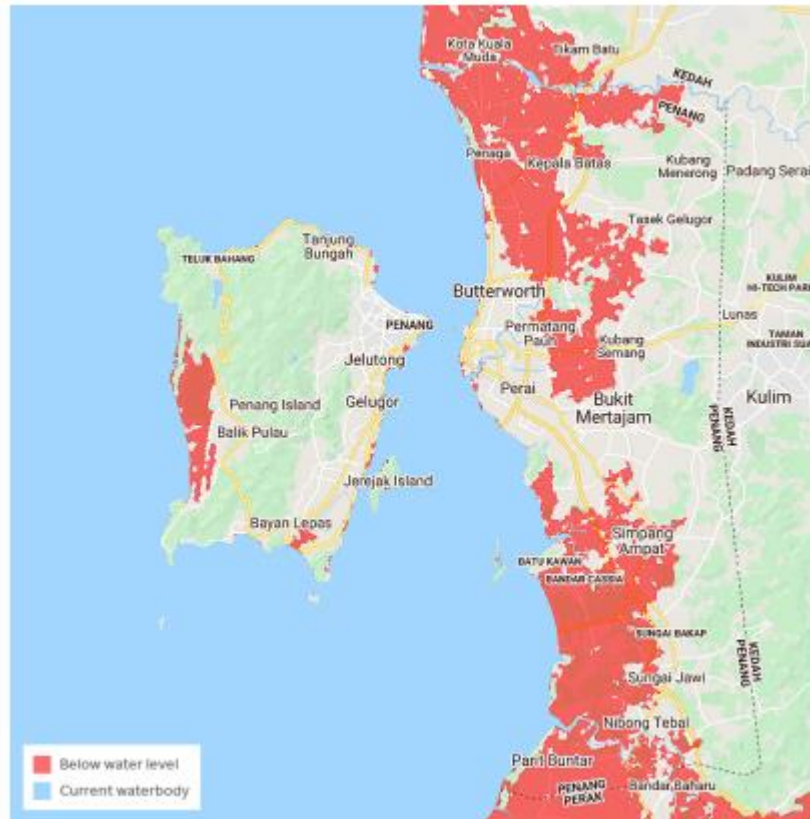 Kota Kuala
Muda
Tikam Batu
KEDAH
PENANG
Penaga
Kepala Batas
Kubang
Menerong
Padang Serai
Tasek Gelugor
TELUK BAHANG
Tanjung
Bungah
KULIM
HI-TECH PARK
Butterworth
Lunas
PENANG
Permatang
Pauh
Kubang
Semang
TAMAN
INDUSTRI SUA
Jelutong
Perai
Bukit
Mertajam
Kulim
Penang Island
Gelugor
KEDAH
PENANG
Balik Pulau
Jerejak Island
Bayan Lepas
Simpang
Ampat
BATU KAWAN
BANDAR CASSIA
SUNGAI BAKAP
KEDAH
PENANG
Sungai Jawi
Nibong Tebal
Below water level
Current waterbody
Parit Buntar
PENANG
PERAK
Bandar Baharu